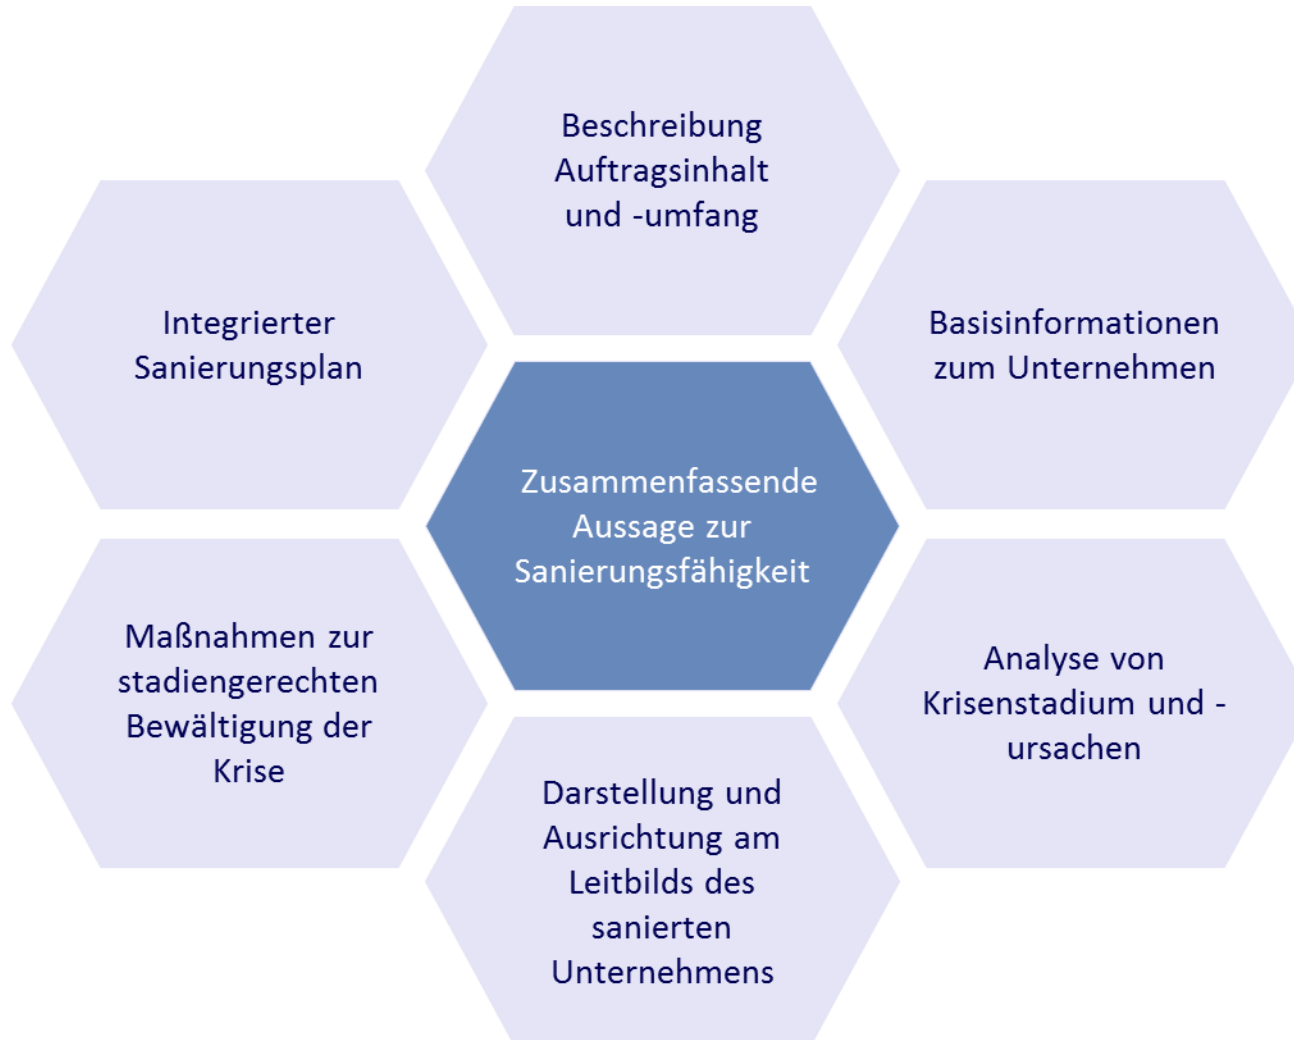 Beschreibung
Auftragsinhalt
und -umfang
Basisinformationen
zum Unternehmen
Analyse von
Krisenstadium und -
ursachen
Darstellung und
Ausrichtung am
Leitbilds des
sanierten
Unternehmens
Maßnahmen zur
stadiengerechten
Bewältigung der
Krise
Integrierter
Sanierungsplan
Zusammenfassende
Aussage zur
Sanierungsfähigkeit